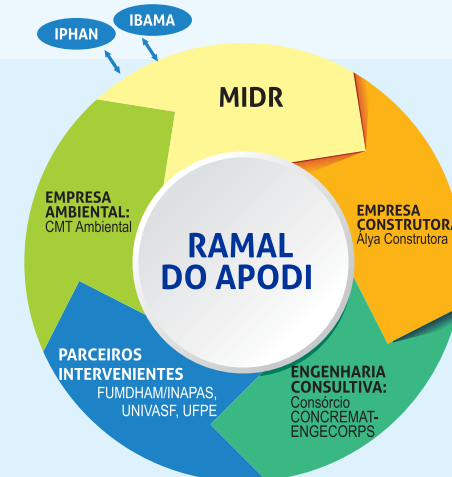 IPHAN
IBAMA
MIDR
EMPRESA
AMBIENTAL:
CMT Ambiental
EMPRESA
CONSTRUTORA
Álya Construtora
RAMAL
DO APODI
PARCEIROS
INTERVENIENTES
FUMDHAM/INAPAS,
UNIVASF, UFPE
ENGENHARIA
CONSULTIVA:
Consórcio
CONCREMAT-
ENGECORPS